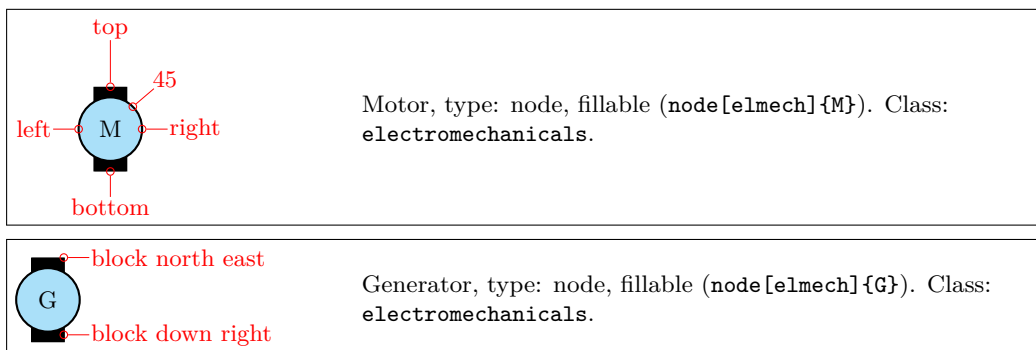 top
45
left
M
right
bottom
Motor, type: node, fillable (node[elmech]{M}). Class:
electromechanicals.
block north east
G
block down right
Generator, type: node, fillable (node[elmech]{G}). Class:
electromechanicals.